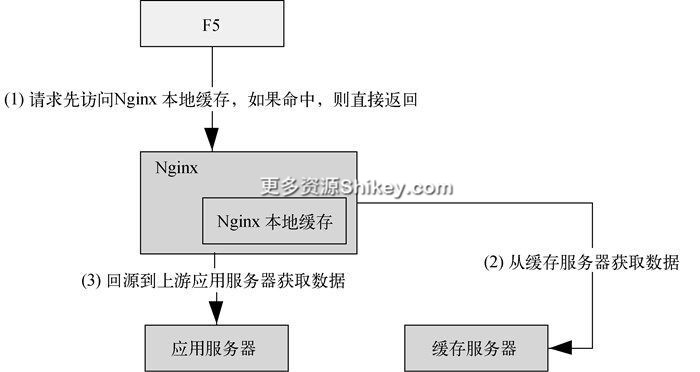 F5
(1) 请求先访问Nginx 本地缓存，如果命中，则直接返回
Nginx
更多资源Shikey.com
Nginx 本地缓存
(2) 从缓存服务器获取数据
(3) 回源到上游应用服务器获取数据
应用服务器
缓存服务器